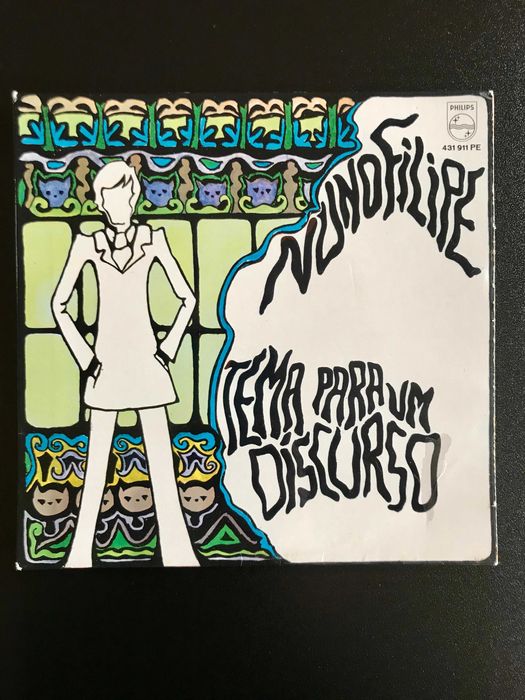 PHILIPS
431 911 PE
NUNO FILIPE
TEMA PARA UM
DISCURSO